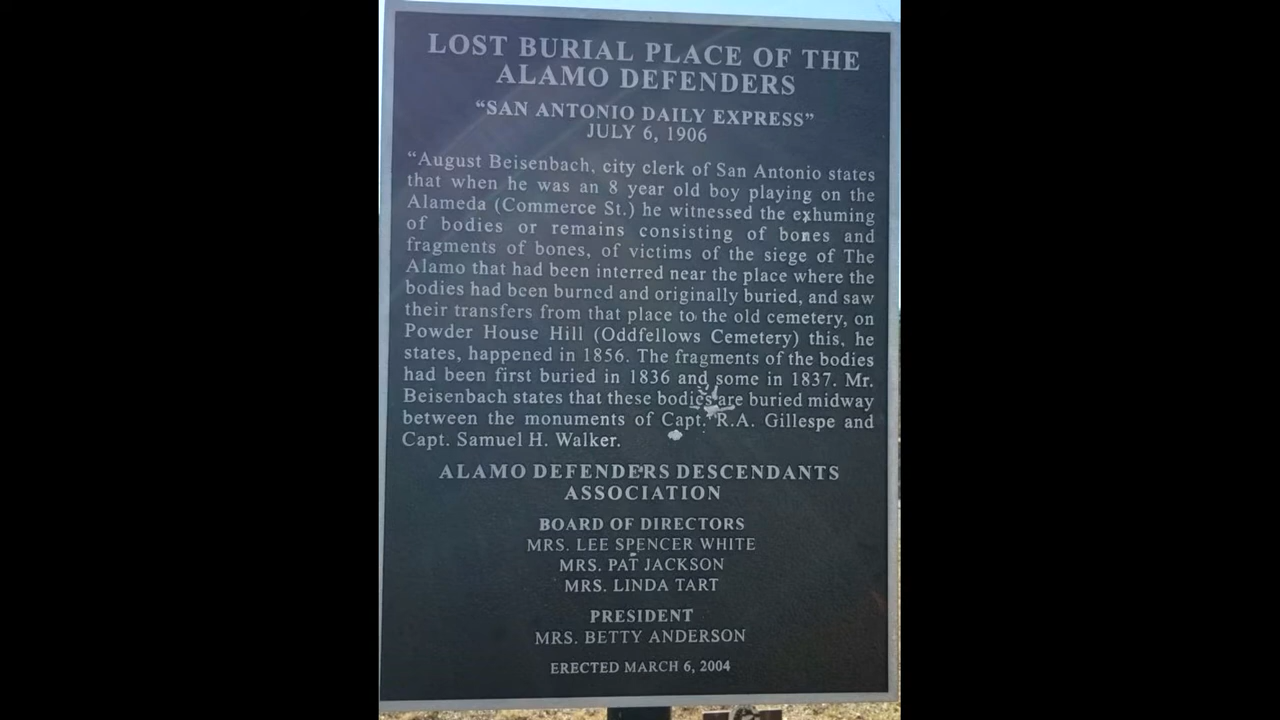 LOST BURIAL PLACE OF THE
ALAMO DEFENDERS
"SAN ANTONIO DAILY EXPRESS"
JULY 6, 1906
"August Beisenbach, city clerk of San Antonio states
that when he was an 8 year old boy playing on the
Alameda (Commerce St.) he witnessed the exhuming
of bodies or remains consisting of bones and
fragments of bones, of victims of the siege of The
Alamo that had been interred near the place where the
bodies had been burned and originally buried, and saw
their transfers from that place to the old cemetery, on
Powder House Hill (Oddfellows Cemetery) this, he
states, happened in 1856. The fragments of the bodies
had been first buried in 1836 and some in 1837. Mr.
Beisenbach states that these bodies are buried midway
between the monuments of Capt. R.A. Gillespe and
Capt. Samuel H. Walker.
ALAMO DEFENDERS DESCENDANTS
ASSOCIATION
BOARD OF DIRECTORS
MRS. LEE SPENCER WHITE
MRS. PAT JACKSON
MRS. LINDA TART
PRESIDENT
MRS. BETTY ANDERSON
ERECTED MARCH 6, 2004